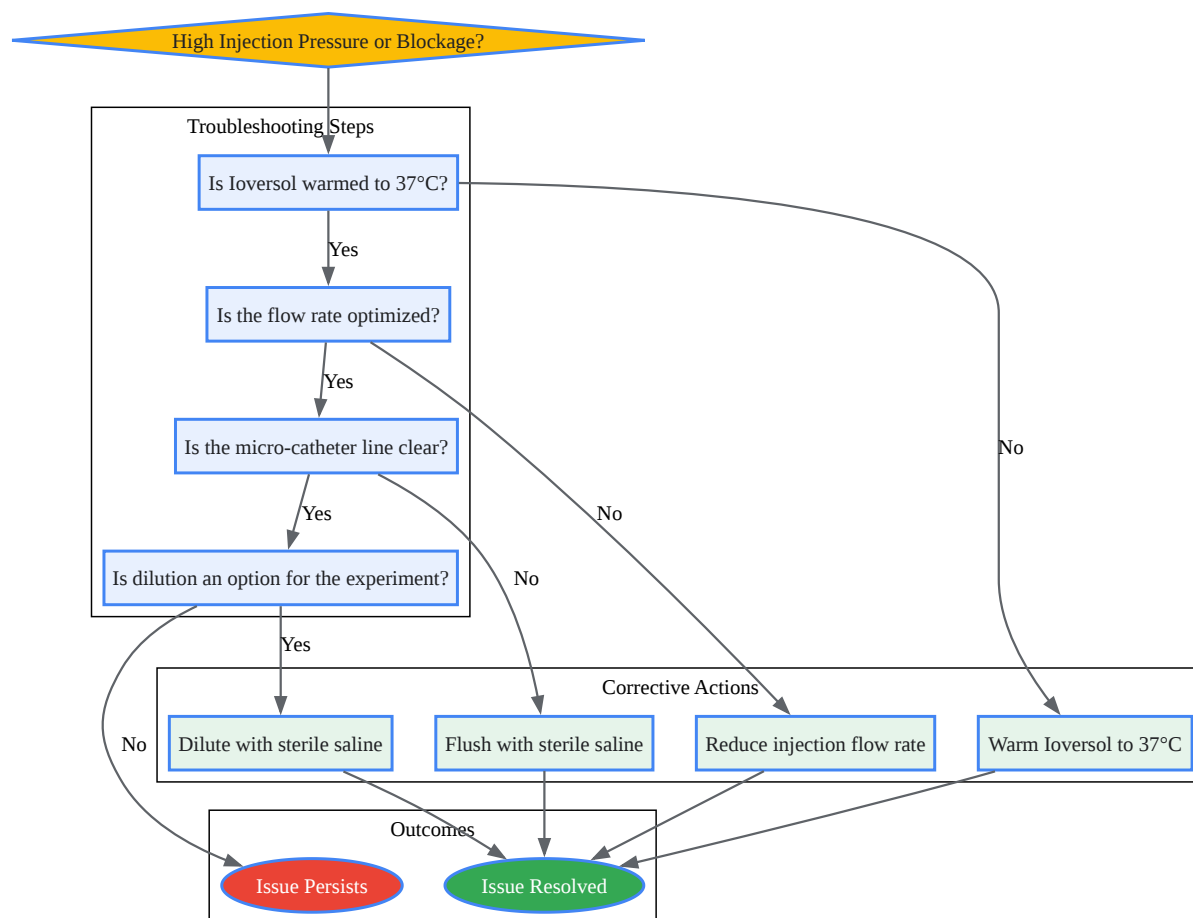 High Injection Pressure or Blockage?
Troubleshooting Steps
Is Ioversol warmed to 37°C?
Yes
Is the flow rate optimized?
Yes
Is the micro-catheter line clear?
No
Yes
No
Is dilution an option for the experiment?
No
Yes
Corrective Actions
No
Dilute with sterile saline
Flush with sterile saline
Reduce injection flow rate
Warm Ioversol to 37°C
Outcomes
Issue Persists
Issue Resolved